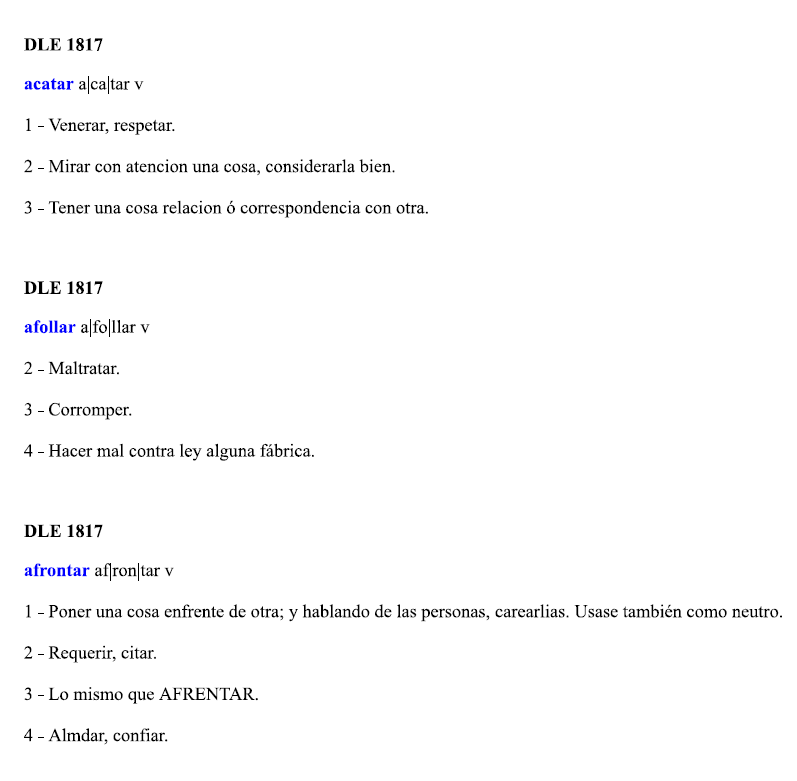 DLE 1817
acatar a|ca|tar v
1 - Venerar, respetar.
2 - Mirar con atencion una cosa, considerarla bien.
3 - Tener una cosa relacion ó correspondencia con otra.
DLE 1817
afollar a|fo|llar v
2 - Maltratar.
3 - Corromper.
4 - Hacer mal contra ley alguna fábrica.
DLE 1817
afrontar af|ron|tar v
1 - Poner una cosa enfrente de otra; y hablando de las personas, carearlias. Usase también como neutro.
2 - Requerir, citar.
3 - Lo mismo que AFRENTAR.
4 - Almdar, confiar.